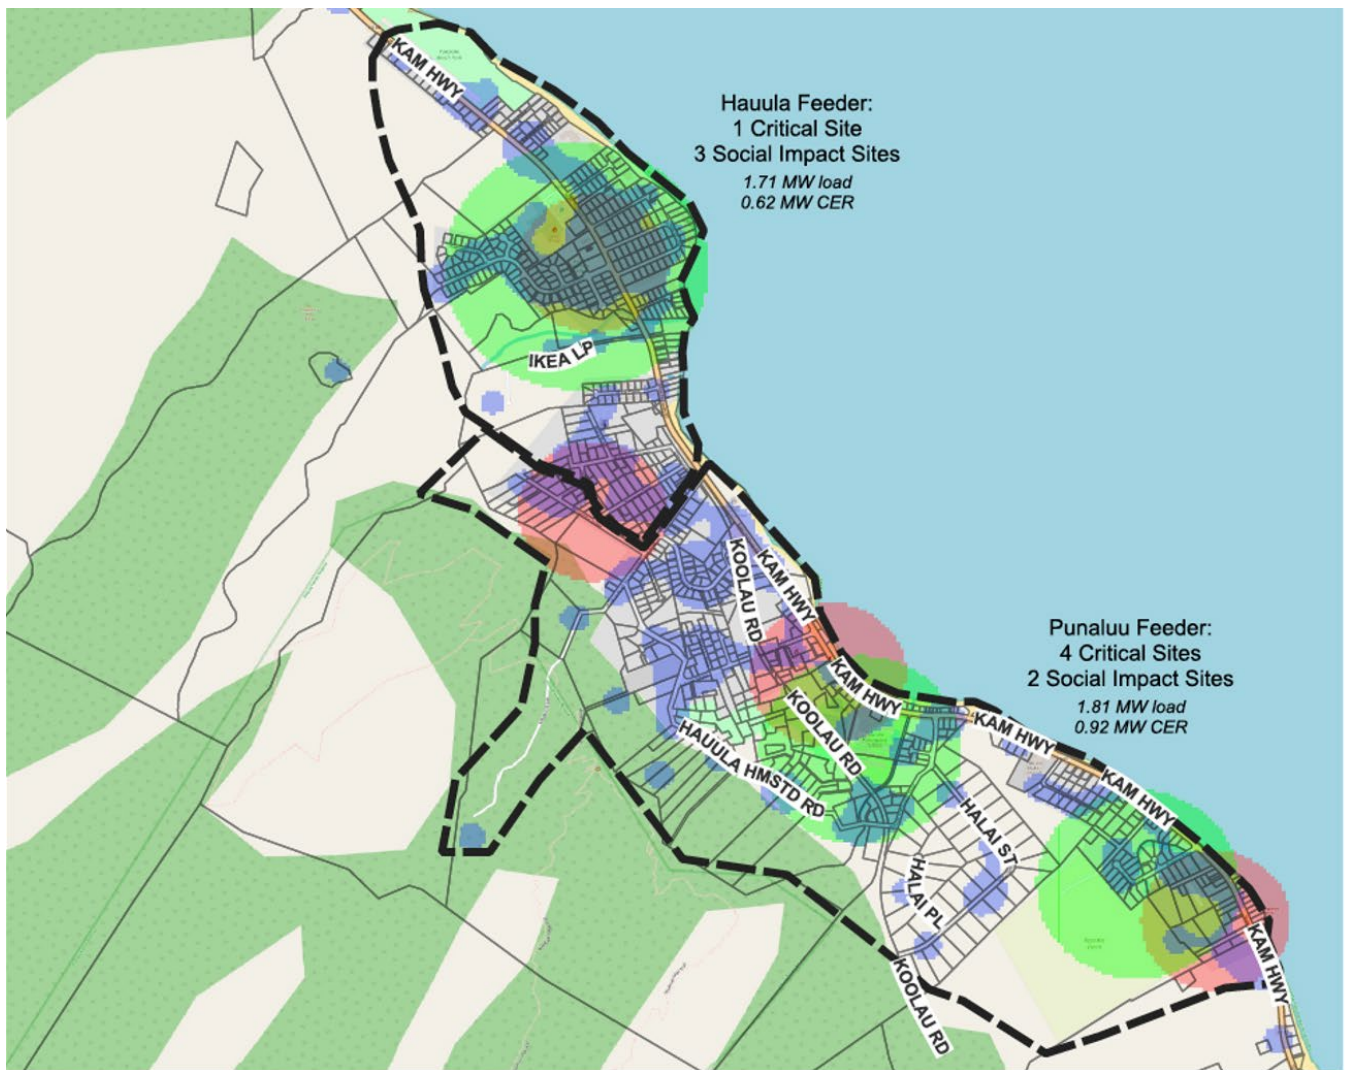 KAM HWY
Hauula Feeder:
1 Critical Site
3 Social Impact Sites
1.71 MW load
0.62 MW CER
IKEA LP
KOOLAU RD
KAM HWY
Punaluu Feeder:
4 Critical Sites
2 Social Impact Sites
1.81 MW load
0.92 MW CER
KAM HWY
KAM HWY
KOOLAU RD
HAUULA HMSTD RD
KAM HWY
HALAI ST
HALAI PL
KAM HWY
KOOLAU RD